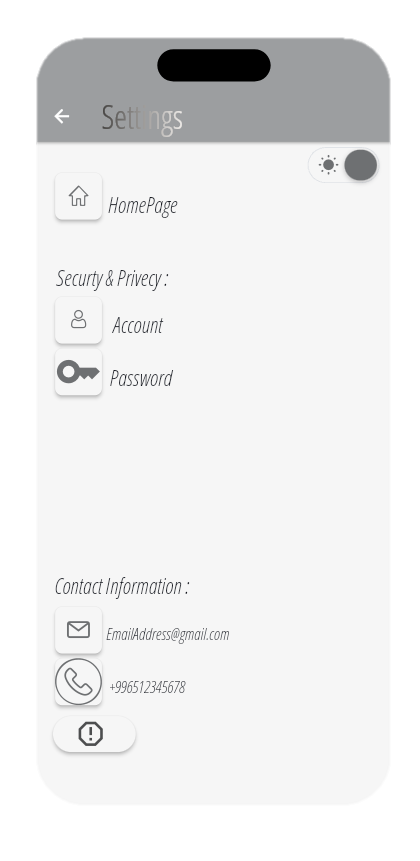 Settings
HomePage
Securty & Privecy :
Account
Password
Contact Information :
EmailAddress@gmail.com
+996512345678